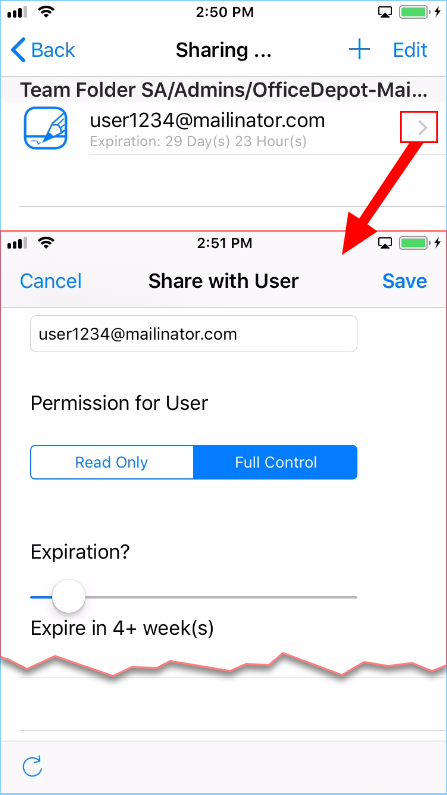 2:50 PM
Back
Sharing ...
Edit
Team Folder SA/Admins/OfficeDepot-Mai...
user1234@mailinator.com
Expiration: 29 Day(s) 23 Hour(s)
2:51 PM
Cancel
Share with User
Save
user1234@mailinator.com
Permission for User
Read Only
Full Control
Expiration?
Expire in 4+ week(s)